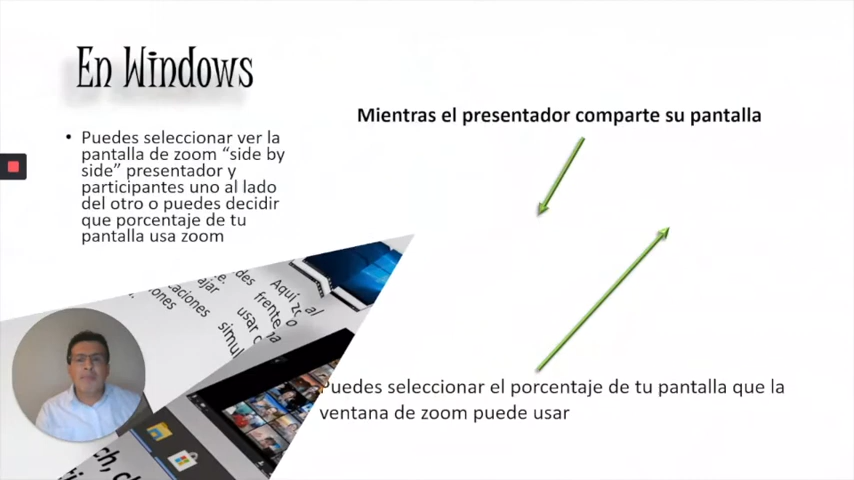 En Windows
Mientras el presentador comparte su pantalla
• Puedes seleccionar ver la
pantalla de zoom “side by
side” presentador y
participantes uno al lado
del otro o puedes decidir
que porcentaje de tu
pantalla usa zoom
Aquí
al
frente
usar
simul
Puedes seleccionar el porcentaje de tu pantalla que la
ventana de zoom puede usar